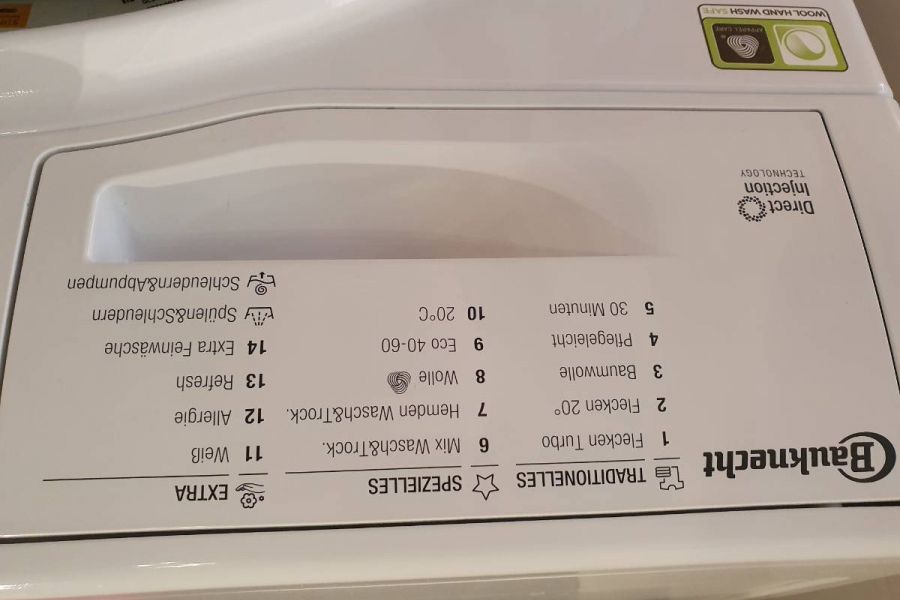 Bauknecht
TRADITIONELLES
1 Flecken Turbo
2 Flecken 20°
3 Baumwolle
4 Pflegeleicht
5 30 Minuten
SPEZIELLES
6 Mix Wasch&Trock.
7 Hemden Wasch&Trock.
8 Wolle
9 Eco 40-60
10 20°C
EXTRA
11 Weiß
12 Allergie
13 Refresh
14 Extra Feinwäsche
Spülen&Schleudern
Schleudern&Abpumpen
Direct
Injection
TECHNOLOGY
APPAREL CARE
WOOL HAND WASH SAFE